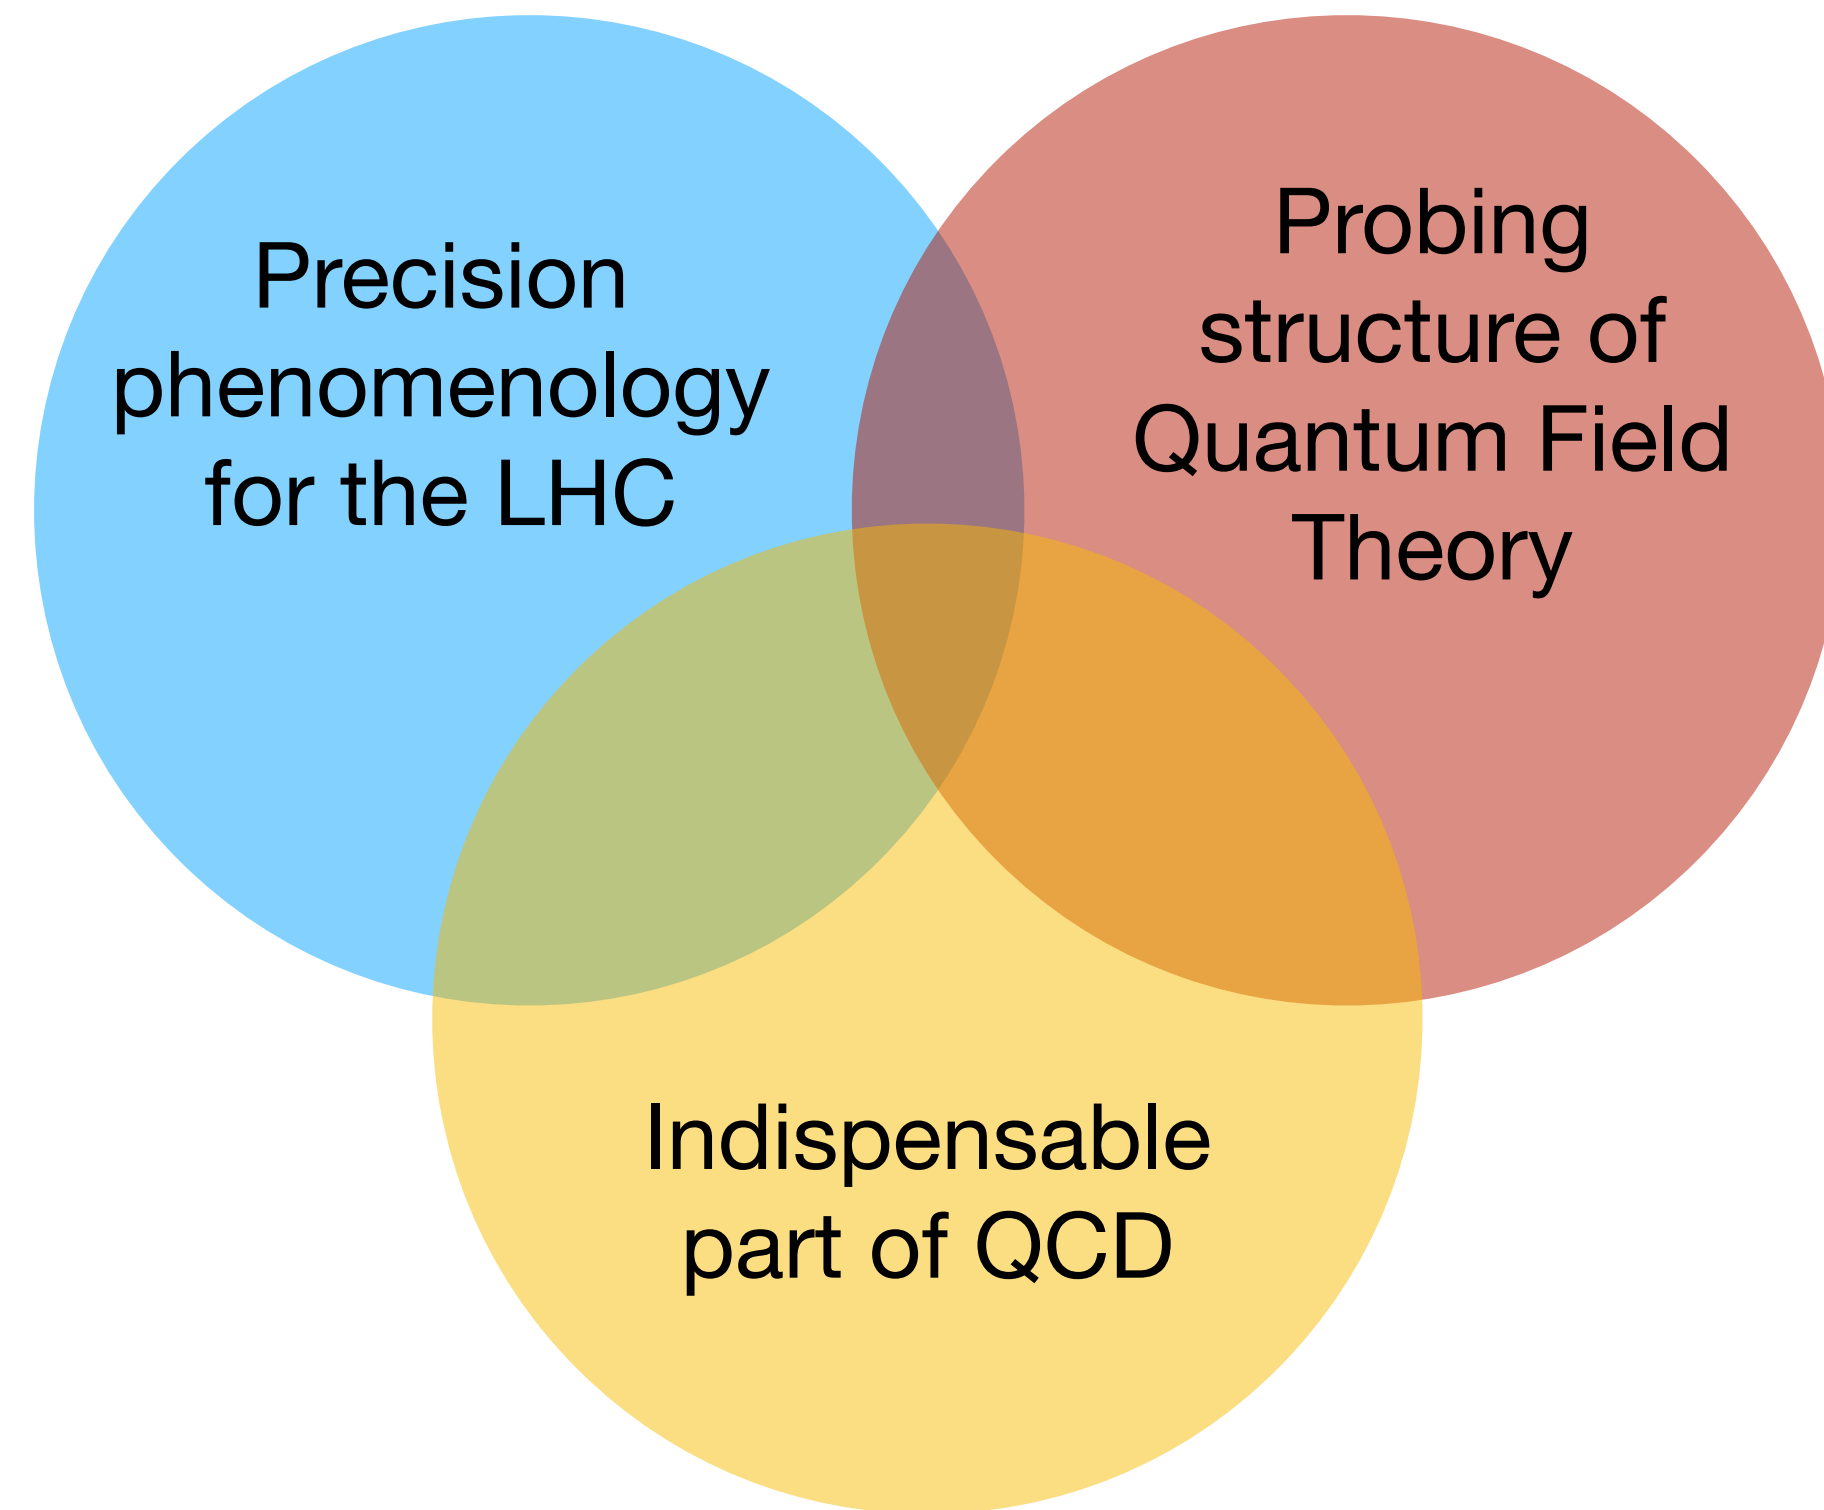 Precision
phenomenology
for the LHC
Probing
structure of
Quantum Field
Theory
Indispensable
part of QCD